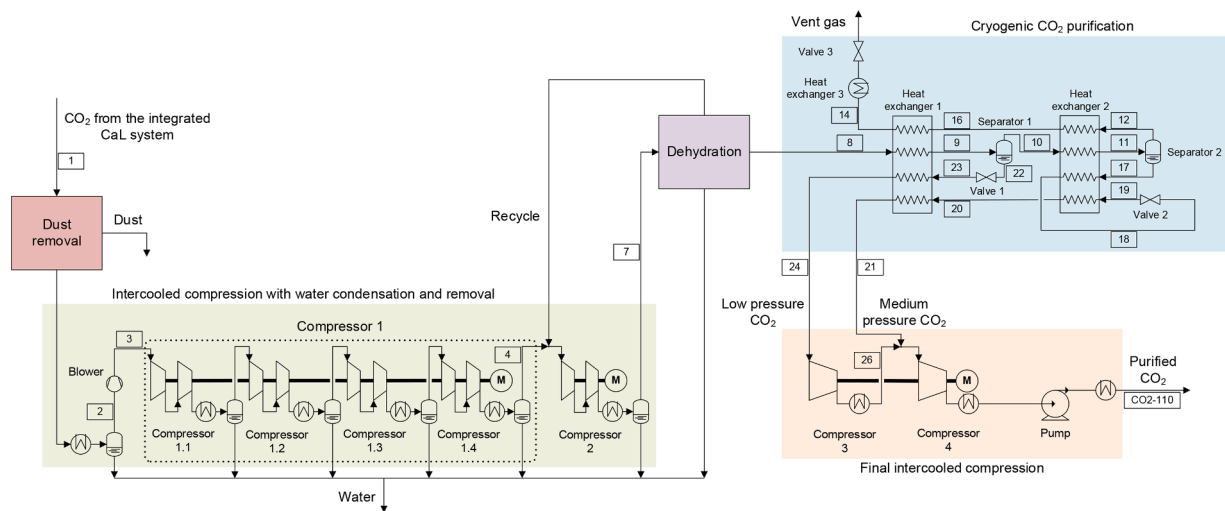 Vent gas
Cryogenic CO2 purification
Valve 3
Heat
exchanger 3
Heat
exchanger 1
Heat
exchanger 2
14
16
Separator 1
12
CO2 from the integrated
CaL system
1
Dehydration
8
9
10
11
Separator 2
23
22
17
Valve 1
19
Valve 2
20
18
Dust
removal
Dust
Recycle
7
24
21
Intercooled compression with water condensation and removal
Low pressure
CO2
Medium
pressure CO2
Compressor 1
3
4
26
Purified
CO2
CO2-110
Blower
M
M
M
2
Compressor
1.1
Compressor
1.2
Compressor
1.3
Compressor
1.4
Compressor
2
Compressor
3
Compressor
4
Pump
Final intercooled compression
Water